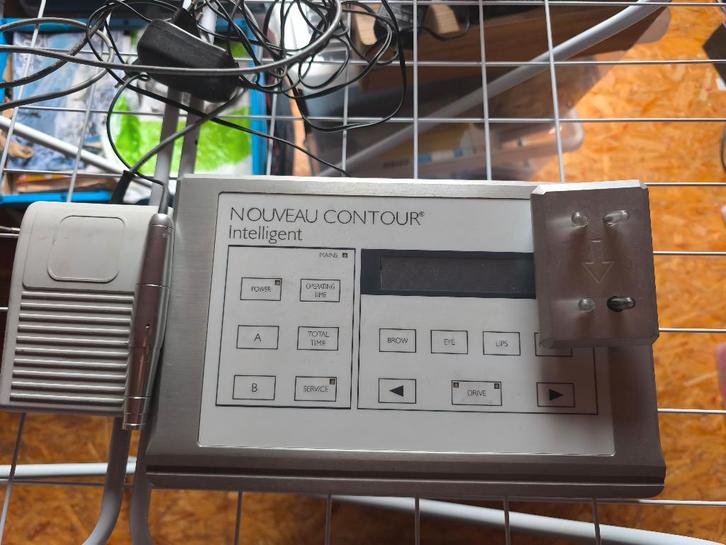 NOUVEAU CONTOUR®
Intelligent
MAINS
POWER
OPERATING
TIME
A
TOTAL
TIME
BROW
EYE
LIPS
B
SERVICE
◀
DRIVE
▶